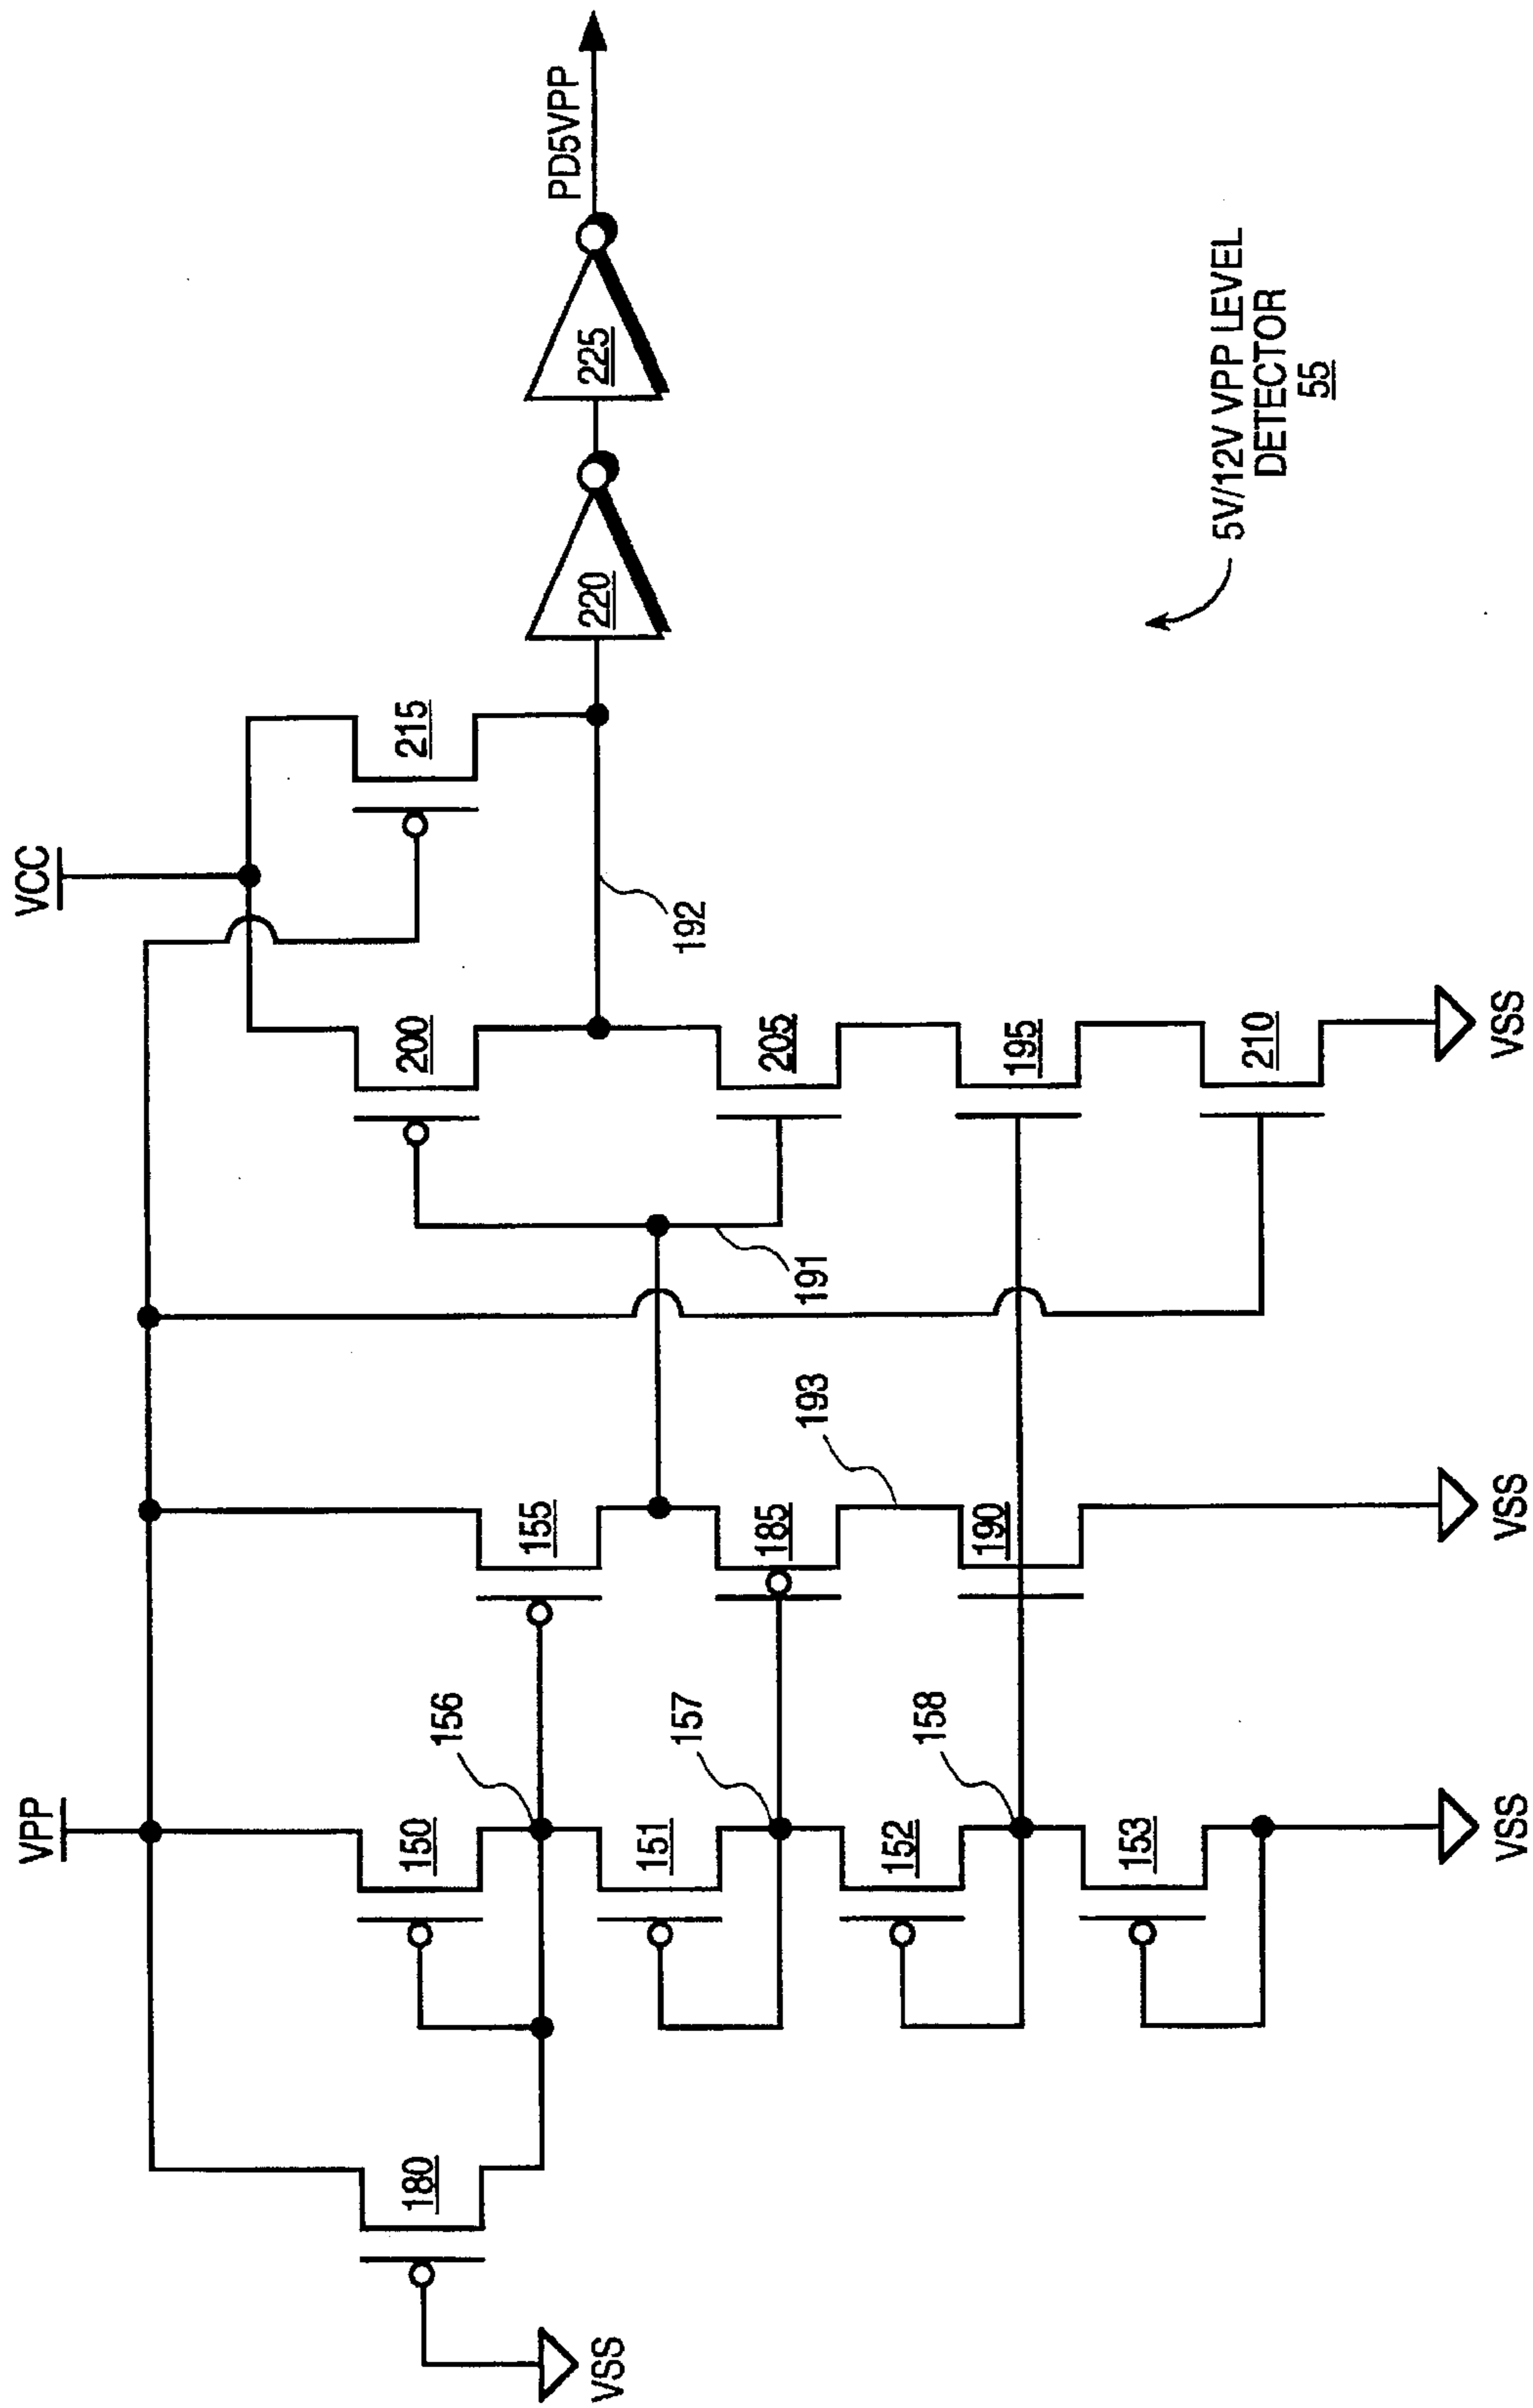 VPP
VCC
VSS
180
150
156
151
157
152
158
153
VSS
155
185
193
190
VSS
191
200
205
195
210
VSS
192
215
220
225
PD5VPP
5V/12V VPP LEVEL
DETECTOR
55